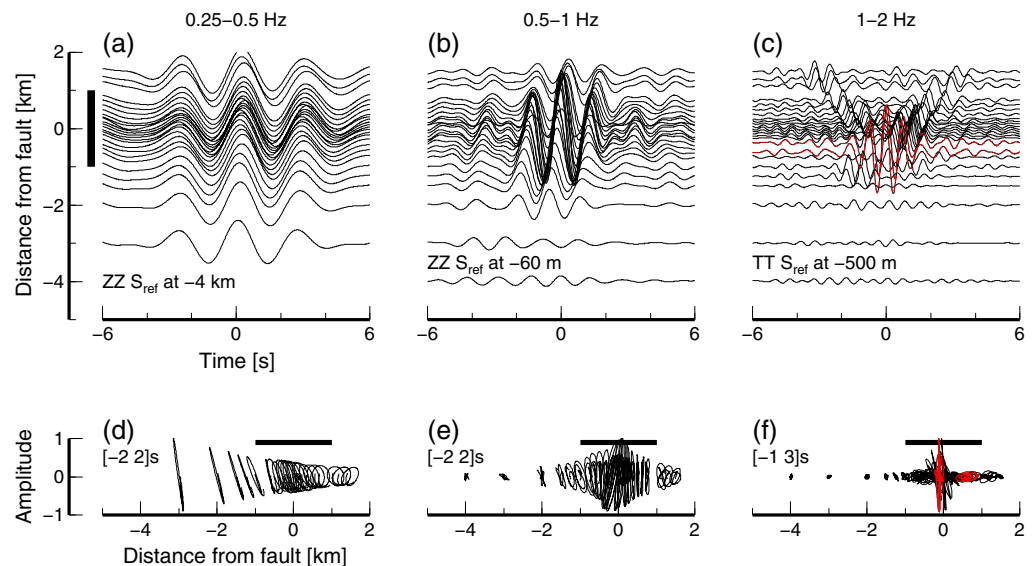 0.25−0.5 Hz
0.5−1 Hz
1−2 Hz
(a)
(b)
(c)
2
0
−2
−4
Distance from fault [km]
ZZ Sref at −4 km
ZZ Sref at −60 m
TT Sref at −500 m
−6 0 6
−6 0 6
−6 0 6
Time [s]
(d)
(e)
(f)
[−2 2]s
[−2 2]s
[−1 3]s
1
0
−1
Amplitude
−4 −2 0 2
−4 −2 0 2
−4 −2 0 2
Distance from fault [km]